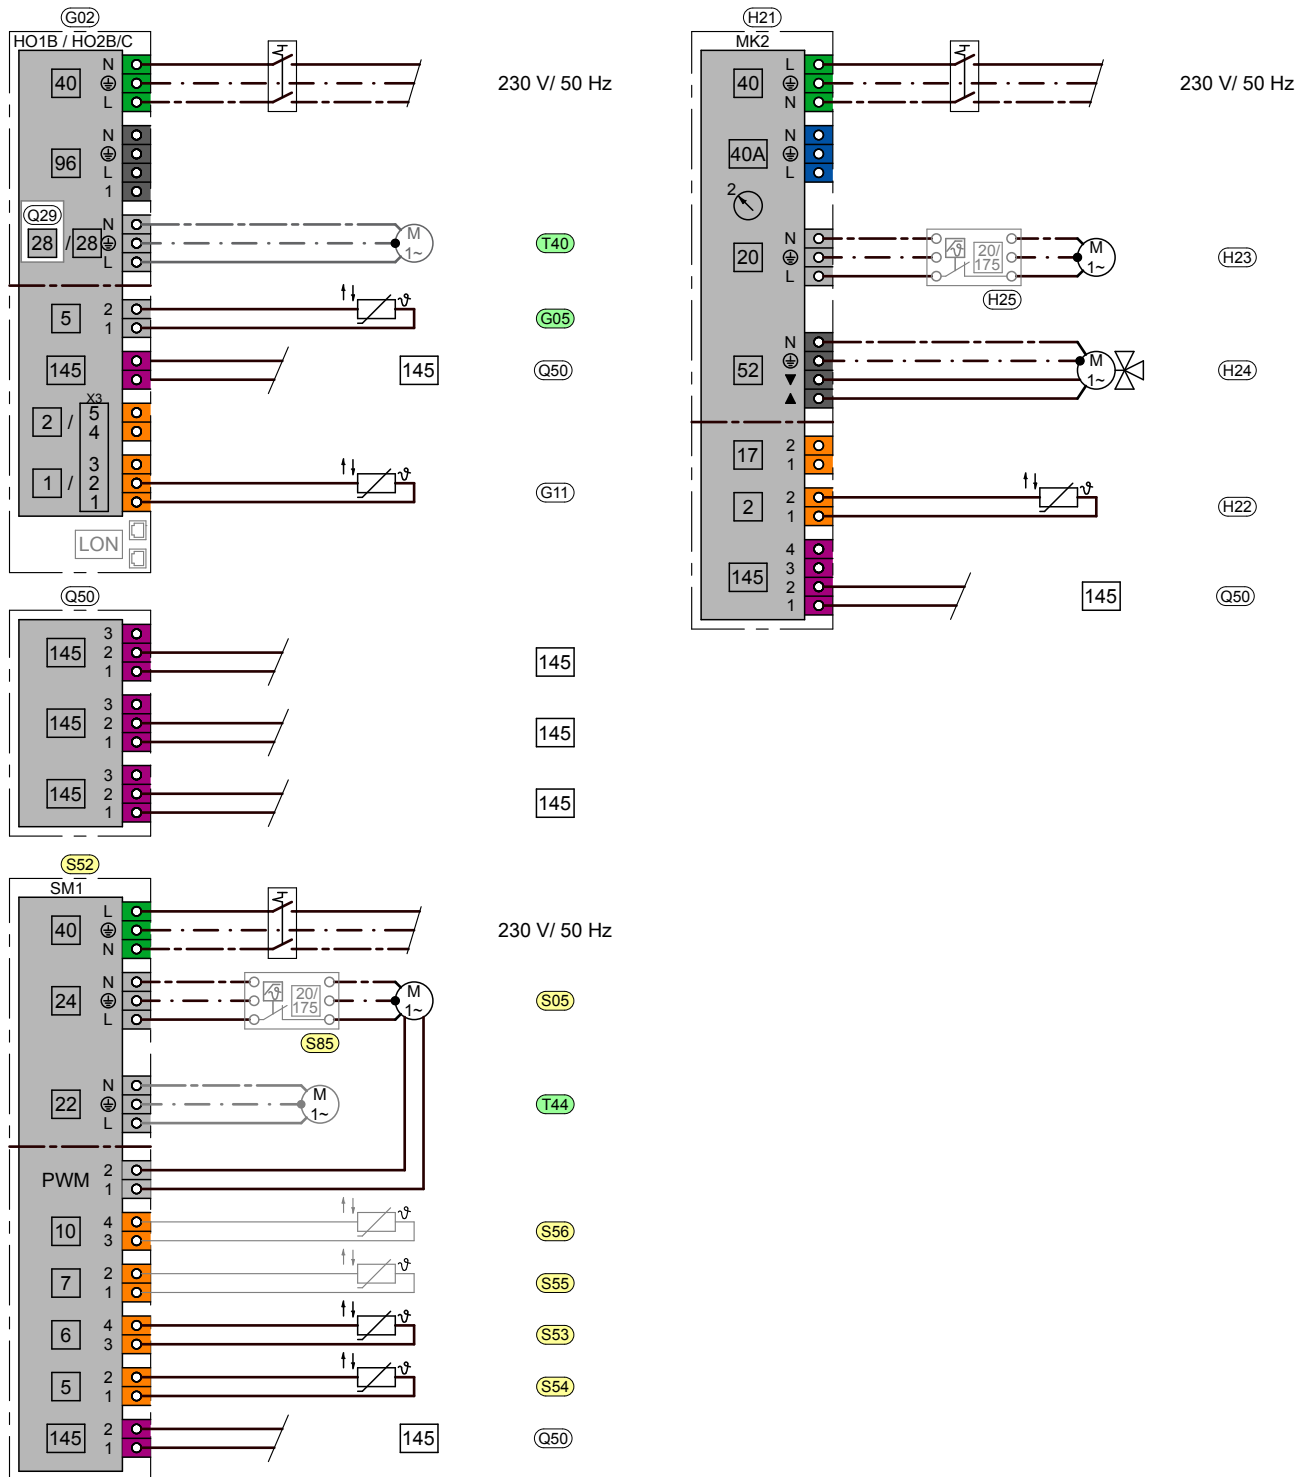 G02
HO1B / HO2B/C
40
N
L
230 V/ 50 Hz
96
N
L
1
Q29
28 / 28
N
L
M
1~
T40
5
2
1
ϑ
G05
145
145
Q50
X3
2 /
5
4
1 /
3
2
1
ϑ
G11
LON
Q50
145
3
2
1
145
145
3
2
1
145
145
3
2
1
145
S52
SM1
40
L
N
230 V/ 50 Hz
24
N
L
ϑ
20/
175
M
1~
S05
S85
22
N
L
M
1~
T44
PWM
2
1
10
4
3
ϑ
S56
7
2
1
ϑ
S55
6
4
3
ϑ
S53
5
2
1
ϑ
S54
145
2
1
145
Q50
H21
MK2
40
L
N
230 V/ 50 Hz
40A
N
L
2
20
N
L
ϑ
20/
175
M
1~
H23
H25
52
N
▼
▲
M
1~
H24
17
2
1
2
2
1
ϑ
H22
145
4
3
2
1
145
Q50